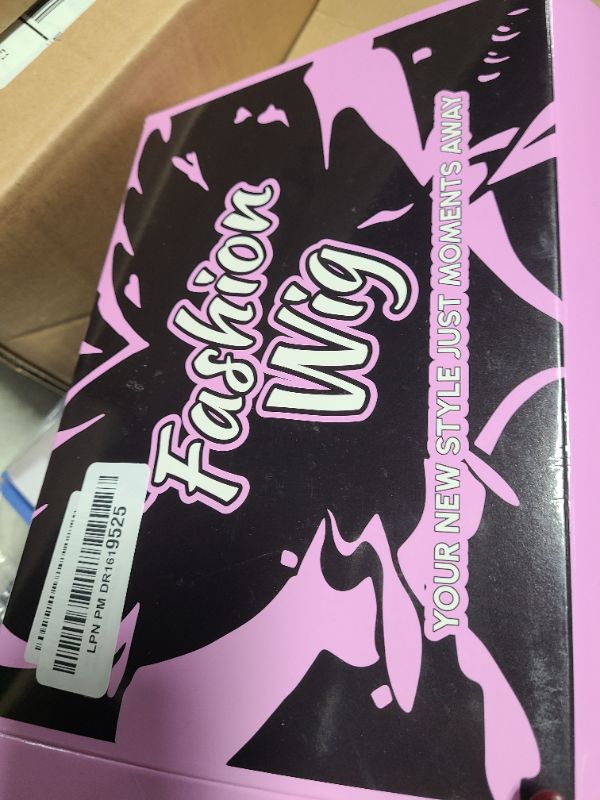 Fashion
Wig
YOUR NEW STYLE JUST MOMENTS AWAY
LPN PM DR1619525